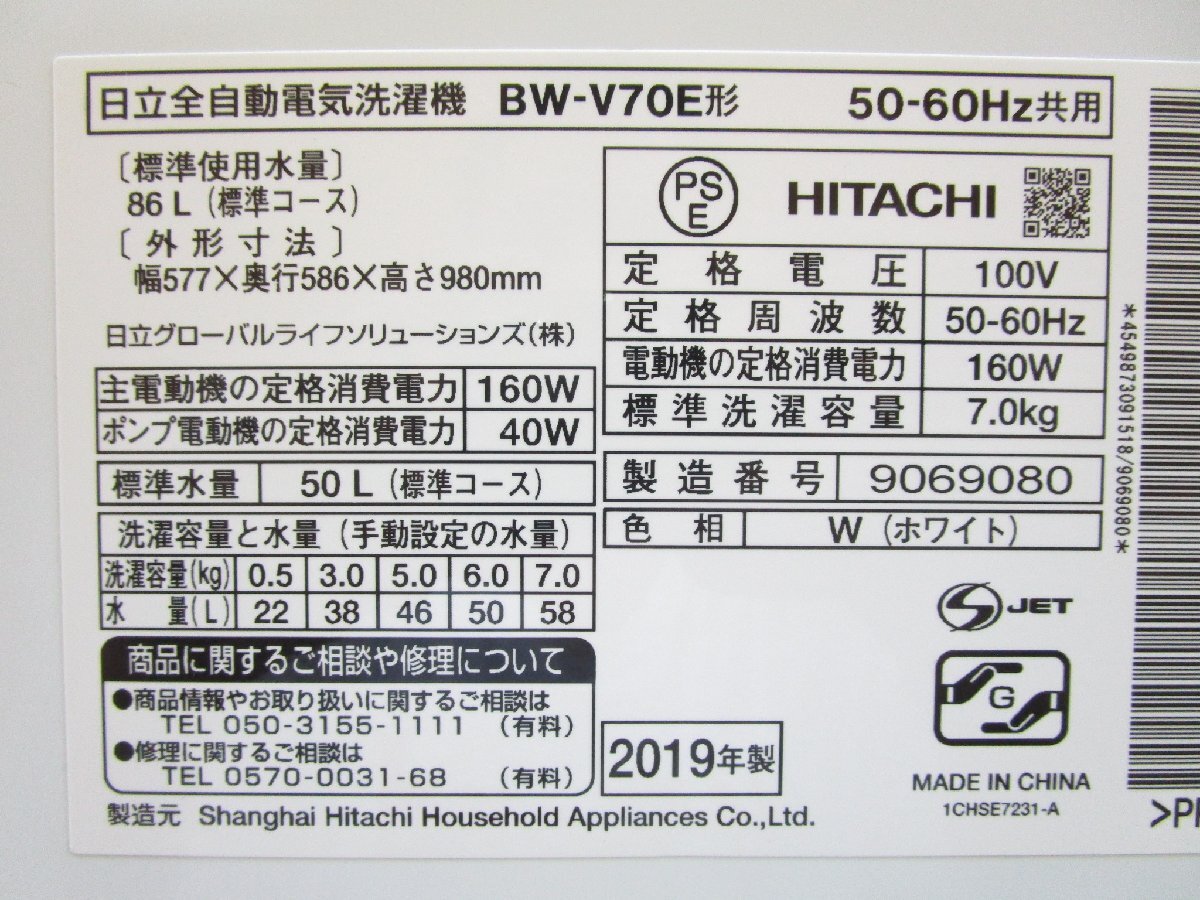 日立全自動電気洗濯機 BW-V70E形 50-60Hz共用
〔標準使用水量〕
86 L（標準コース）
〔外形寸法〕
幅577×奥行586×高さ980mm
日立グローバルライフソリューションズ（株）
主電動機の定格消費電力 160W
ポンプ電動機の定格消費電力 40W
標準水量 50 L（標準コース）
洗濯容量と水量（手動設定の水量）
洗濯容量(kg) 0.5 3.0 5.0 6.0 7.0
水量(L) 22 38 46 50 58
商品に関するご相談や修理について
●商品情報やお取り扱いに関するご相談は
TEL 050-3155-1111 （有料）
●修理に関するご相談は
TEL 0570-0031-68 （有料）
製造元 Shanghai Hitachi Household Appliances Co.,Ltd.
PS
E
HITACHI
定格電圧 100V
定格周波数 50-60Hz
電動機の定格消費電力 160W
標準洗濯容量 7.0kg
製造番号 9069080
色相 W（ホワイト）
S JET
G
2019年製
MADE IN CHINA
1CHSE7231-A
*4549873091518/9069080*